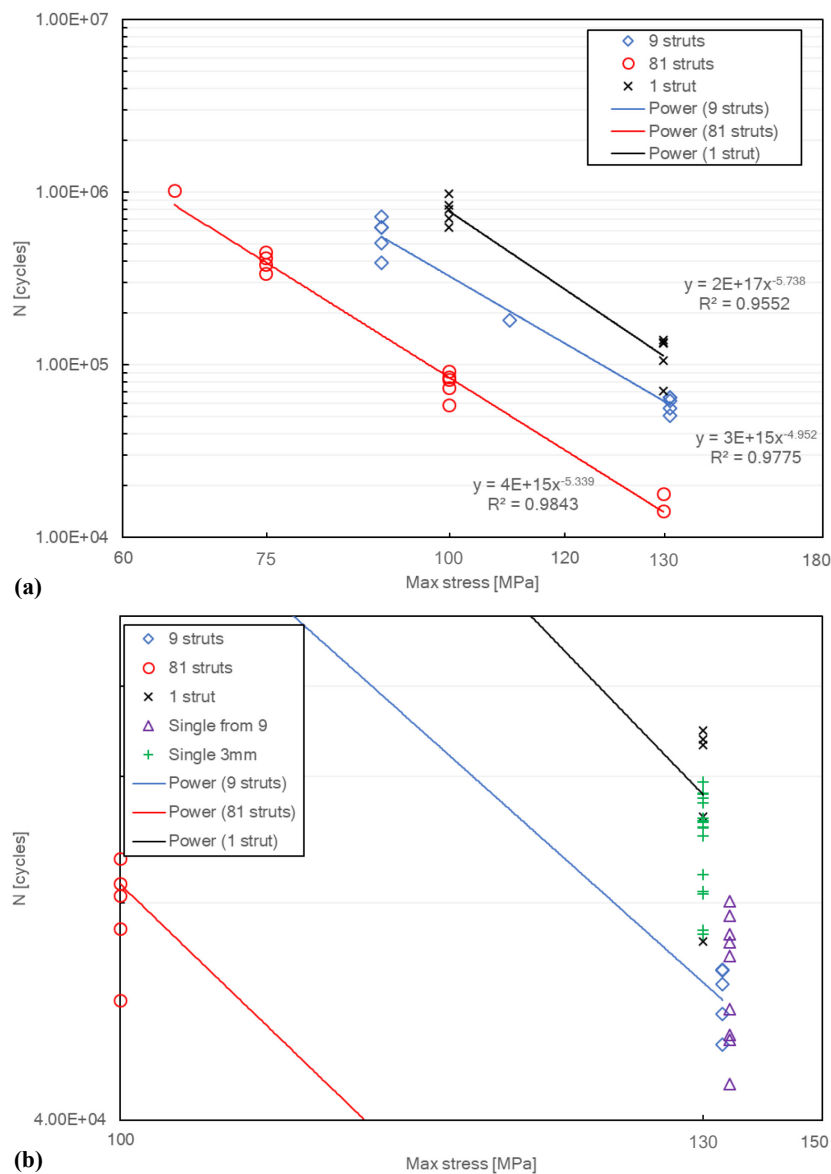 1.00E+07
9 struts
81 struts
1 strut
Power (9 struts)
Power (81 struts)
Power (1 strut)
1.00E+06
N [cycles]
y = 2E+17x^-5.738
R² = 0.9552
1.00E+05
y = 3E+15x^-4.952
R² = 0.9775
y = 4E+15x^-5.339
R² = 0.9843
1.00E+04
60 75 100 120 130 180
Max stress [MPa]
(a)
9 struts
81 struts
1 strut
Single from 9
Single 3mm
Power (9 struts)
Power (81 struts)
Power (1 strut)
N [cycles]
4.00E+04
100 130 150
Max stress [MPa]
(b)